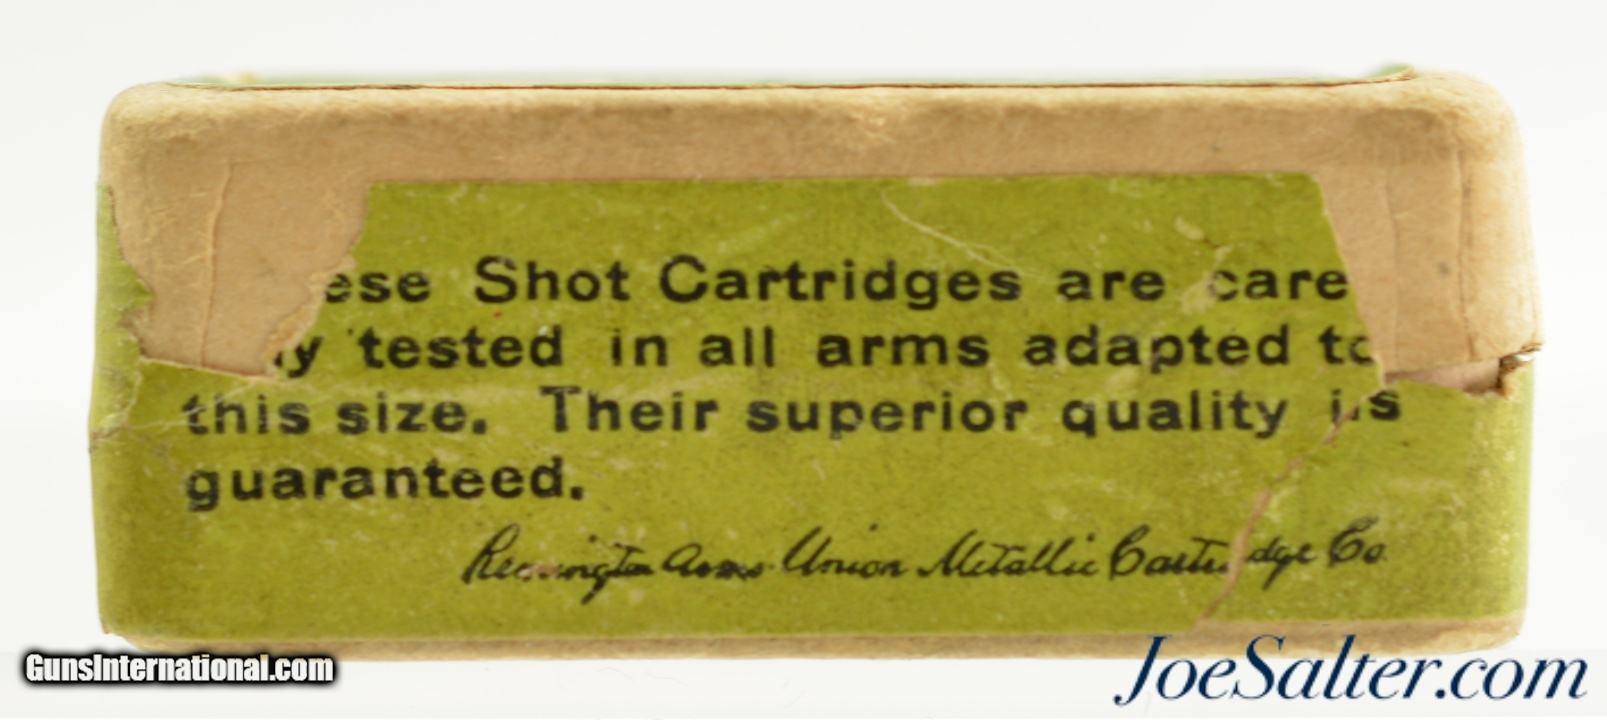 ese Shot Cartridges are care
ly tested in all arms adapted to
this size. Their superior quality is
guaranteed.
Remington Arms Union Metallic Cartridge Co.
GunsInternational.com
JoeSalter.com